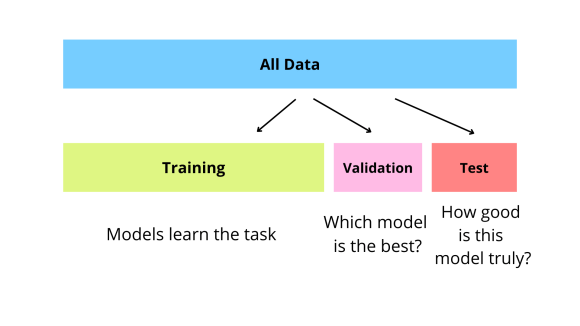 All Data
Training
Validation
Test
Models learn the task
Which model
is the best?
How good
is this
model truly?